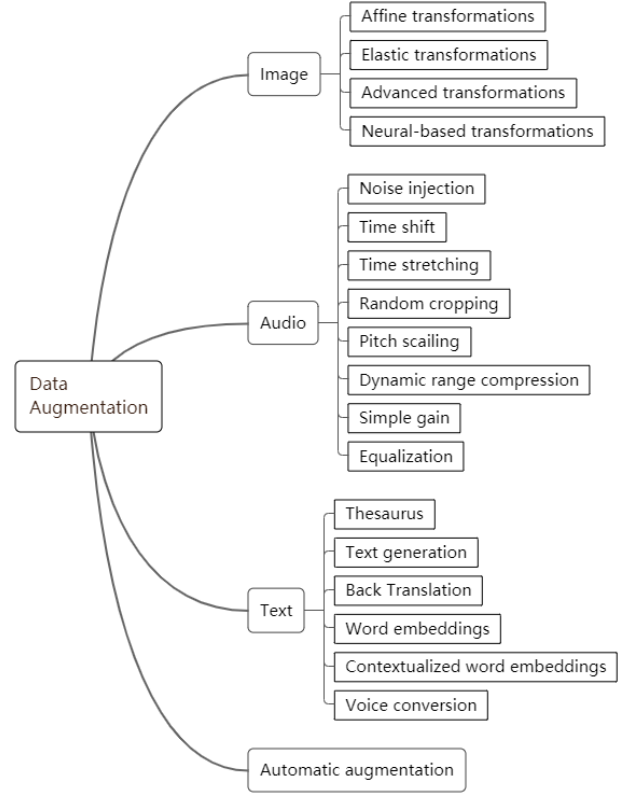 Affine transformations
Elastic transformations
Image
Advanced transformations
Neural-based transformations
Noise injection
Time shift
Time stretching
Random cropping
Audio
Pitch scailing
Dynamic range compression
Simple gain
Equalization
Data
Augmentation
Thesaurus
Text generation
Back Translation
Text
Word embeddings
Contextualized word embeddings
Voice conversion
Automatic augmentation